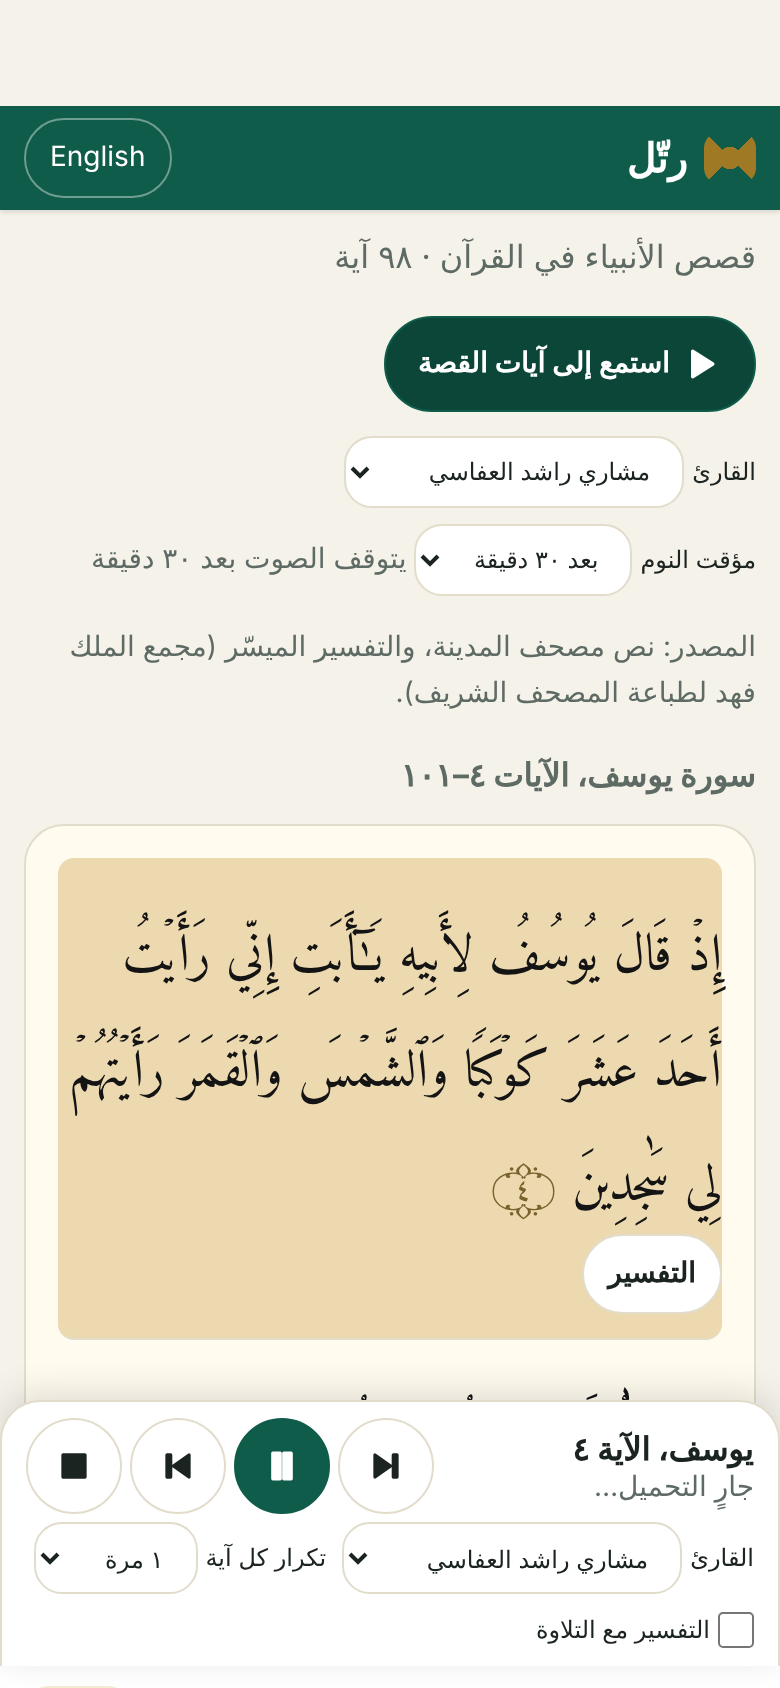 رتّل
English
قصص الأنبياء في القرآن · ٩٨ آية
استمع إلى آيات القصة
القارئ مشاري راشد العفاسي
مؤقت النوم بعد ٣٠ دقيقة يتوقف الصوت بعد ٣٠ دقيقة
المصدر: نص مصحف المدينة، والتفسير الميسّر (مجمع الملك
فهد لطباعة المصحف الشريف).
سورة يوسف، الآيات ٤–١٠١
إِذۡ قَالَ يُوسُفُ لِأَبِيهِ يَـٰٓأَبَتِ إِنِّي رَأَيۡتُ
أَحَدَ عَشَرَ كَوۡكَبٗا وَٱلشَّمۡسَ وَٱلۡقَمَرَ رَأَيۡتُهُمۡ
لِي سَٰجِدِينَ ٤
التفسير
يوسف، الآية ٤
جارٍ التحميل...
القارئ مشاري راشد العفاسي تكرار كل آية ١ مرة
التفسير مع التلاوة